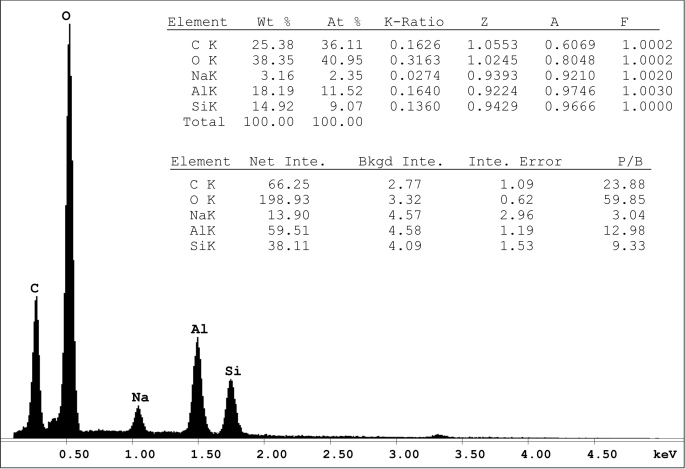 O
Element Wt % At % K-Ratio Z A F
C K 25.38 36.11 0.1626 1.0553 0.6069 1.0002
O K 38.35 40.95 0.3163 1.0245 0.8048 1.0002
NaK 3.16 2.35 0.0274 0.9393 0.9210 1.0020
AlK 18.19 11.52 0.1640 0.9224 0.9746 1.0030
SiK 14.92 9.07 0.1360 0.9429 0.9666 1.0000
Total 100.00 100.00
Element Net Inte. Bkgd Inte. Inte. Error P/B
C K 66.25 2.77 1.09 23.88
O K 198.93 3.32 0.62 59.85
NaK 13.90 4.57 2.96 3.04
AlK 59.51 4.58 1.19 12.98
SiK 38.11 4.09 1.53 9.33
C
Al
Si
Na
0.50 1.00 1.50 2.00 2.50 3.00 3.50 4.00 4.50 keV